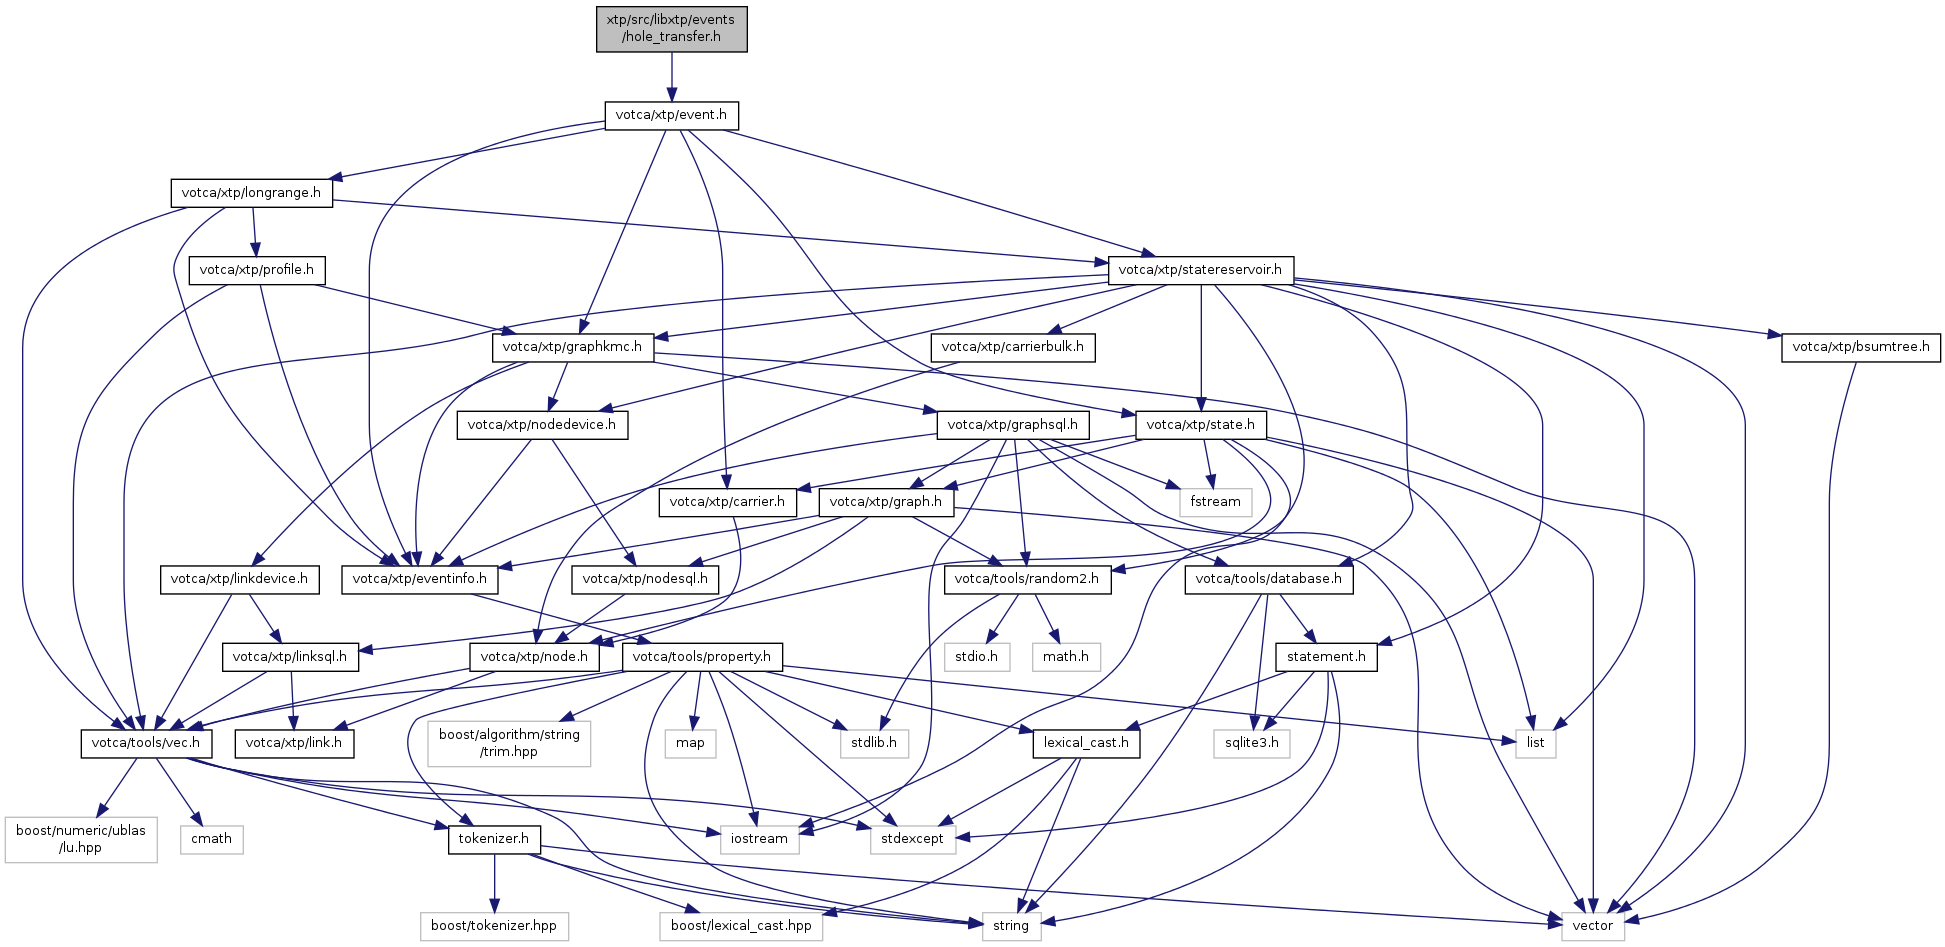 xtp/src/libxtp/events
/hole_transfer.h
votca/xtp/event.h
votca/xtp/longrange.h
votca/xtp/profile.h
votca/xtp/statereservoir.h
votca/xtp/graphkmc.h
votca/xtp/carrierbulk.h
votca/xtp/bsumtree.h
votca/xtp/nodedevice.h
votca/xtp/graphsql.h
votca/xtp/state.h
votca/xtp/carrier.h
votca/xtp/graph.h
fstream
votca/xtp/linkdevice.h
votca/xtp/eventinfo.h
votca/xtp/nodesql.h
votca/tools/random2.h
votca/tools/database.h
votca/xtp/linksql.h
votca/xtp/node.h
votca/tools/property.h
stdio.h
math.h
statement.h
votca/tools/vec.h
votca/xtp/link.h
boost/algorithm/string
/trim.hpp
map
stdlib.h
lexical_cast.h
sqlite3.h
list
boost/numeric/ublas
/lu.hpp
cmath
tokenizer.h
iostream
stdexcept
boost/tokenizer.hpp
boost/lexical_cast.hpp
string
vector